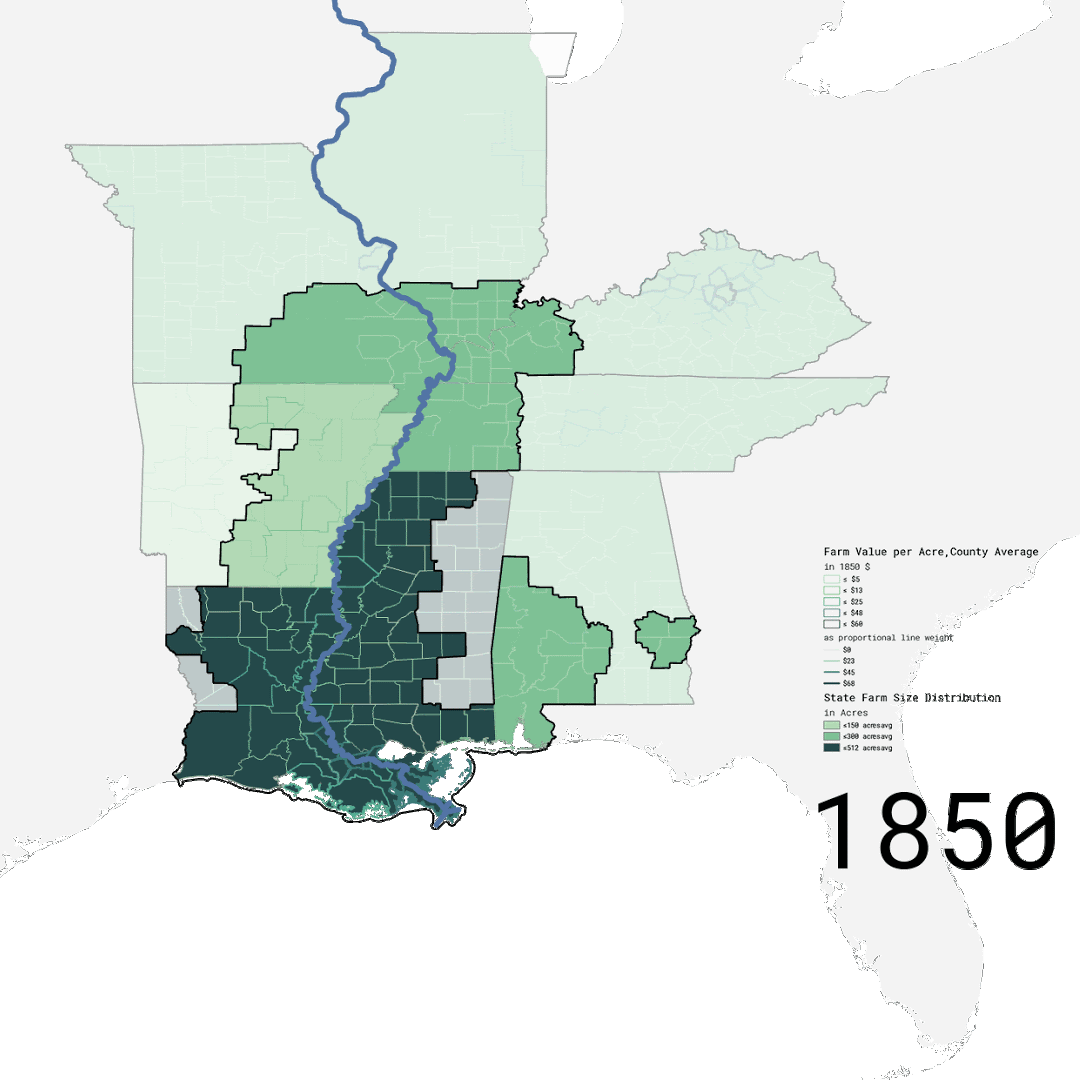 Farm Value per Acre,County Average
in 1850 $
≤ $5
≤ $13
≤ $25
≤ $48
≤ $60
as proportional line weight
$0
$23
$45
$68
State Farm Size Distribution
in Acres
≤150 acresavg
≤300 acresavg
≤512 acresavg
1850